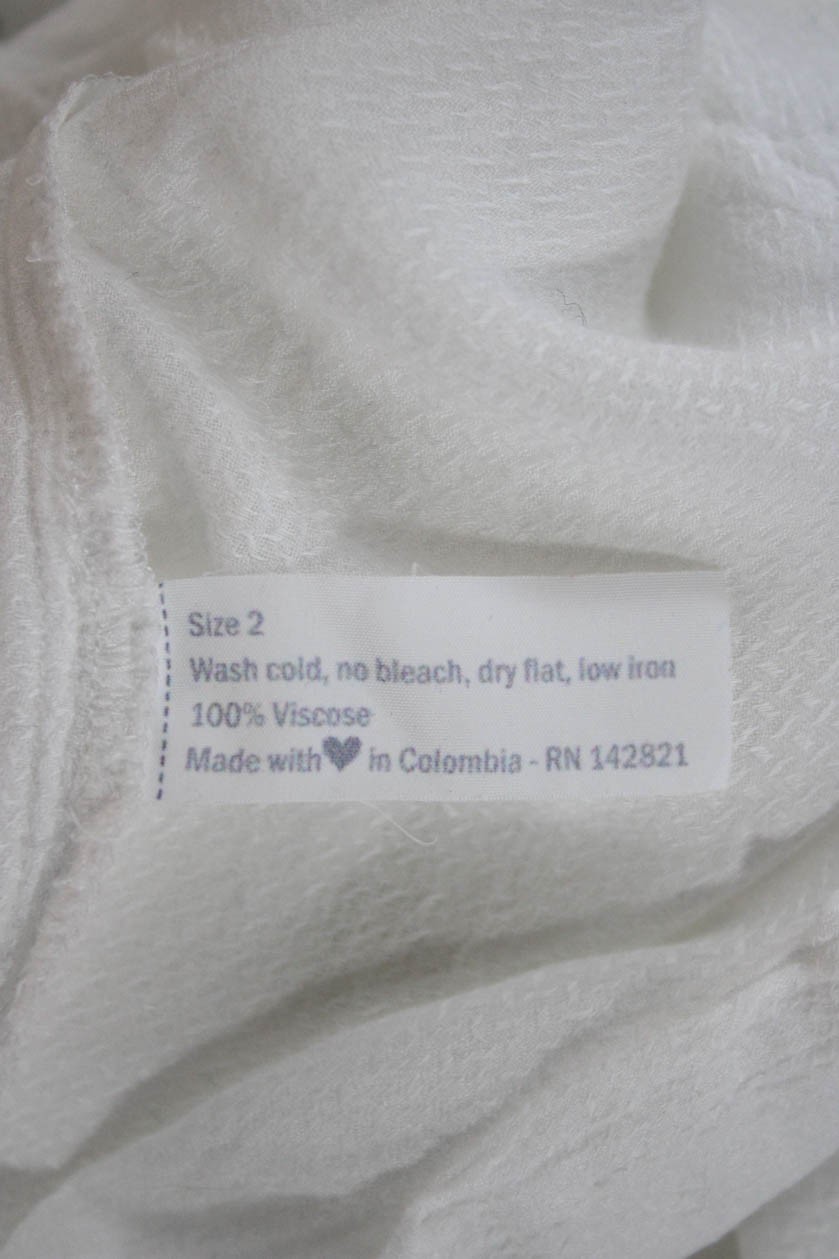 Size 2
Wash cold, no bleach, dry flat, low iron
100% Viscose
Made with ♥ in Colombia - RN 142821